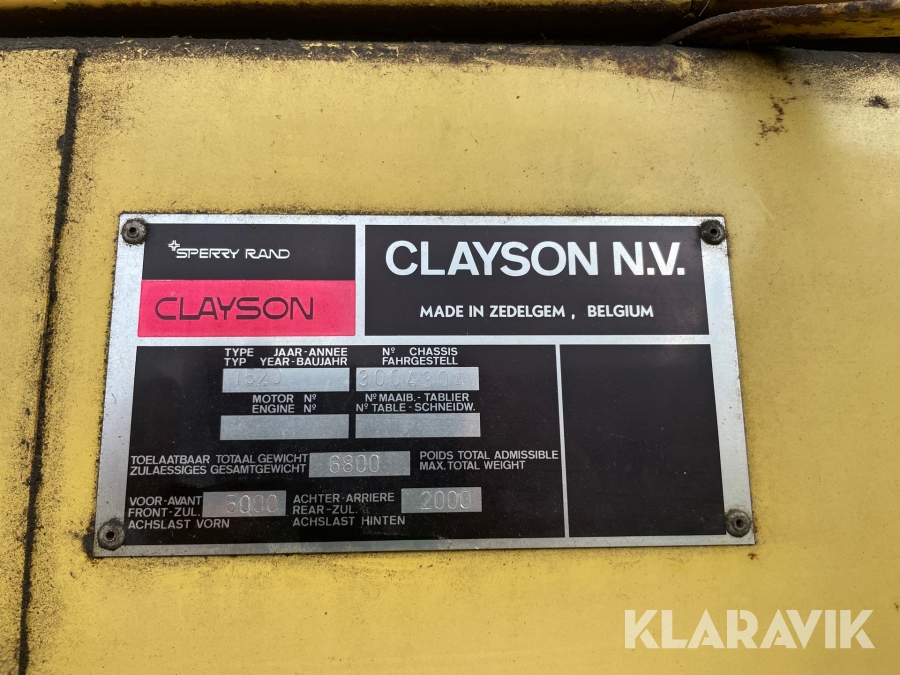 SPERRY RAND
CLAYSON
CLAYSON N.V.
MADE IN ZEDELGEM, BELGIUM
TYPE JAAR-ANNEE
TYP YEAR-BAUJAHR
1520
Nº CHASSIS
FAHRGESTELL
MOTOR Nº
ENGINE Nº
Nº MAAIB.-TABLIER
Nº TABLE-SCHNEIDW.
TOELAATBAAR TOTAAL GEWICHT
ZULAESSIGES GESAMTGEWICHT
6800
POIDS TOTAL ADMISSIBLE
MAX. TOTAL WEIGHT
VOOR-AVANT
FRONT-ZUL.
ACHSLAST VORN
5000
ACHTER-ARRIERE
REAR-ZUL.
ACHSLAST HINTEN
2000
KLARAVIK